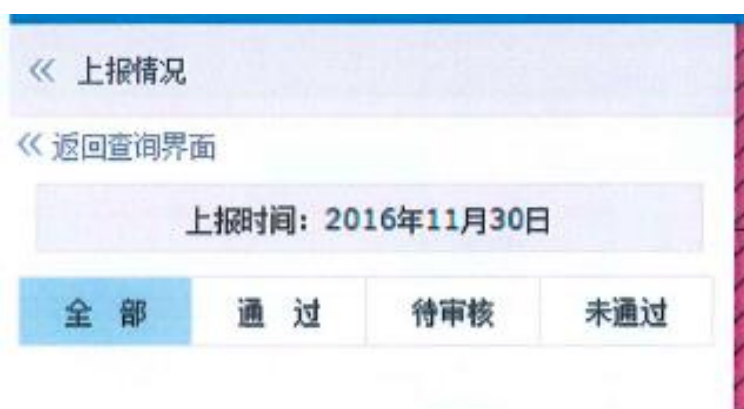 « 上报情况
« 返回查询界面
上报时间：2016年11月30日
全 部 通 过 待审核 未通过